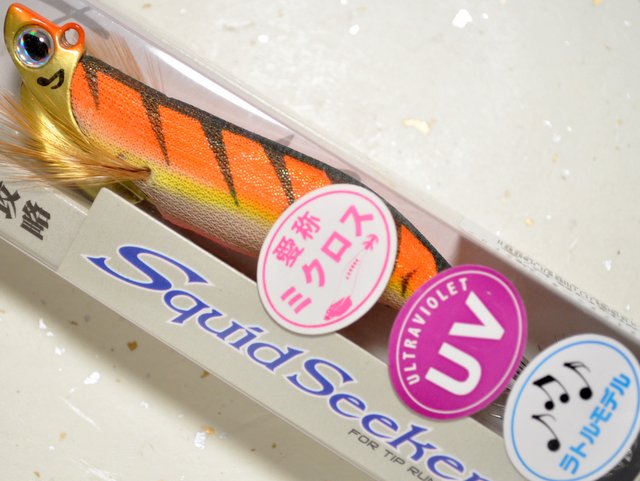 攻略
愛称
ミクロス
ULTRAVIOLET
UV
ラトルモデル
Squid Seeker
FOR TIP RUN